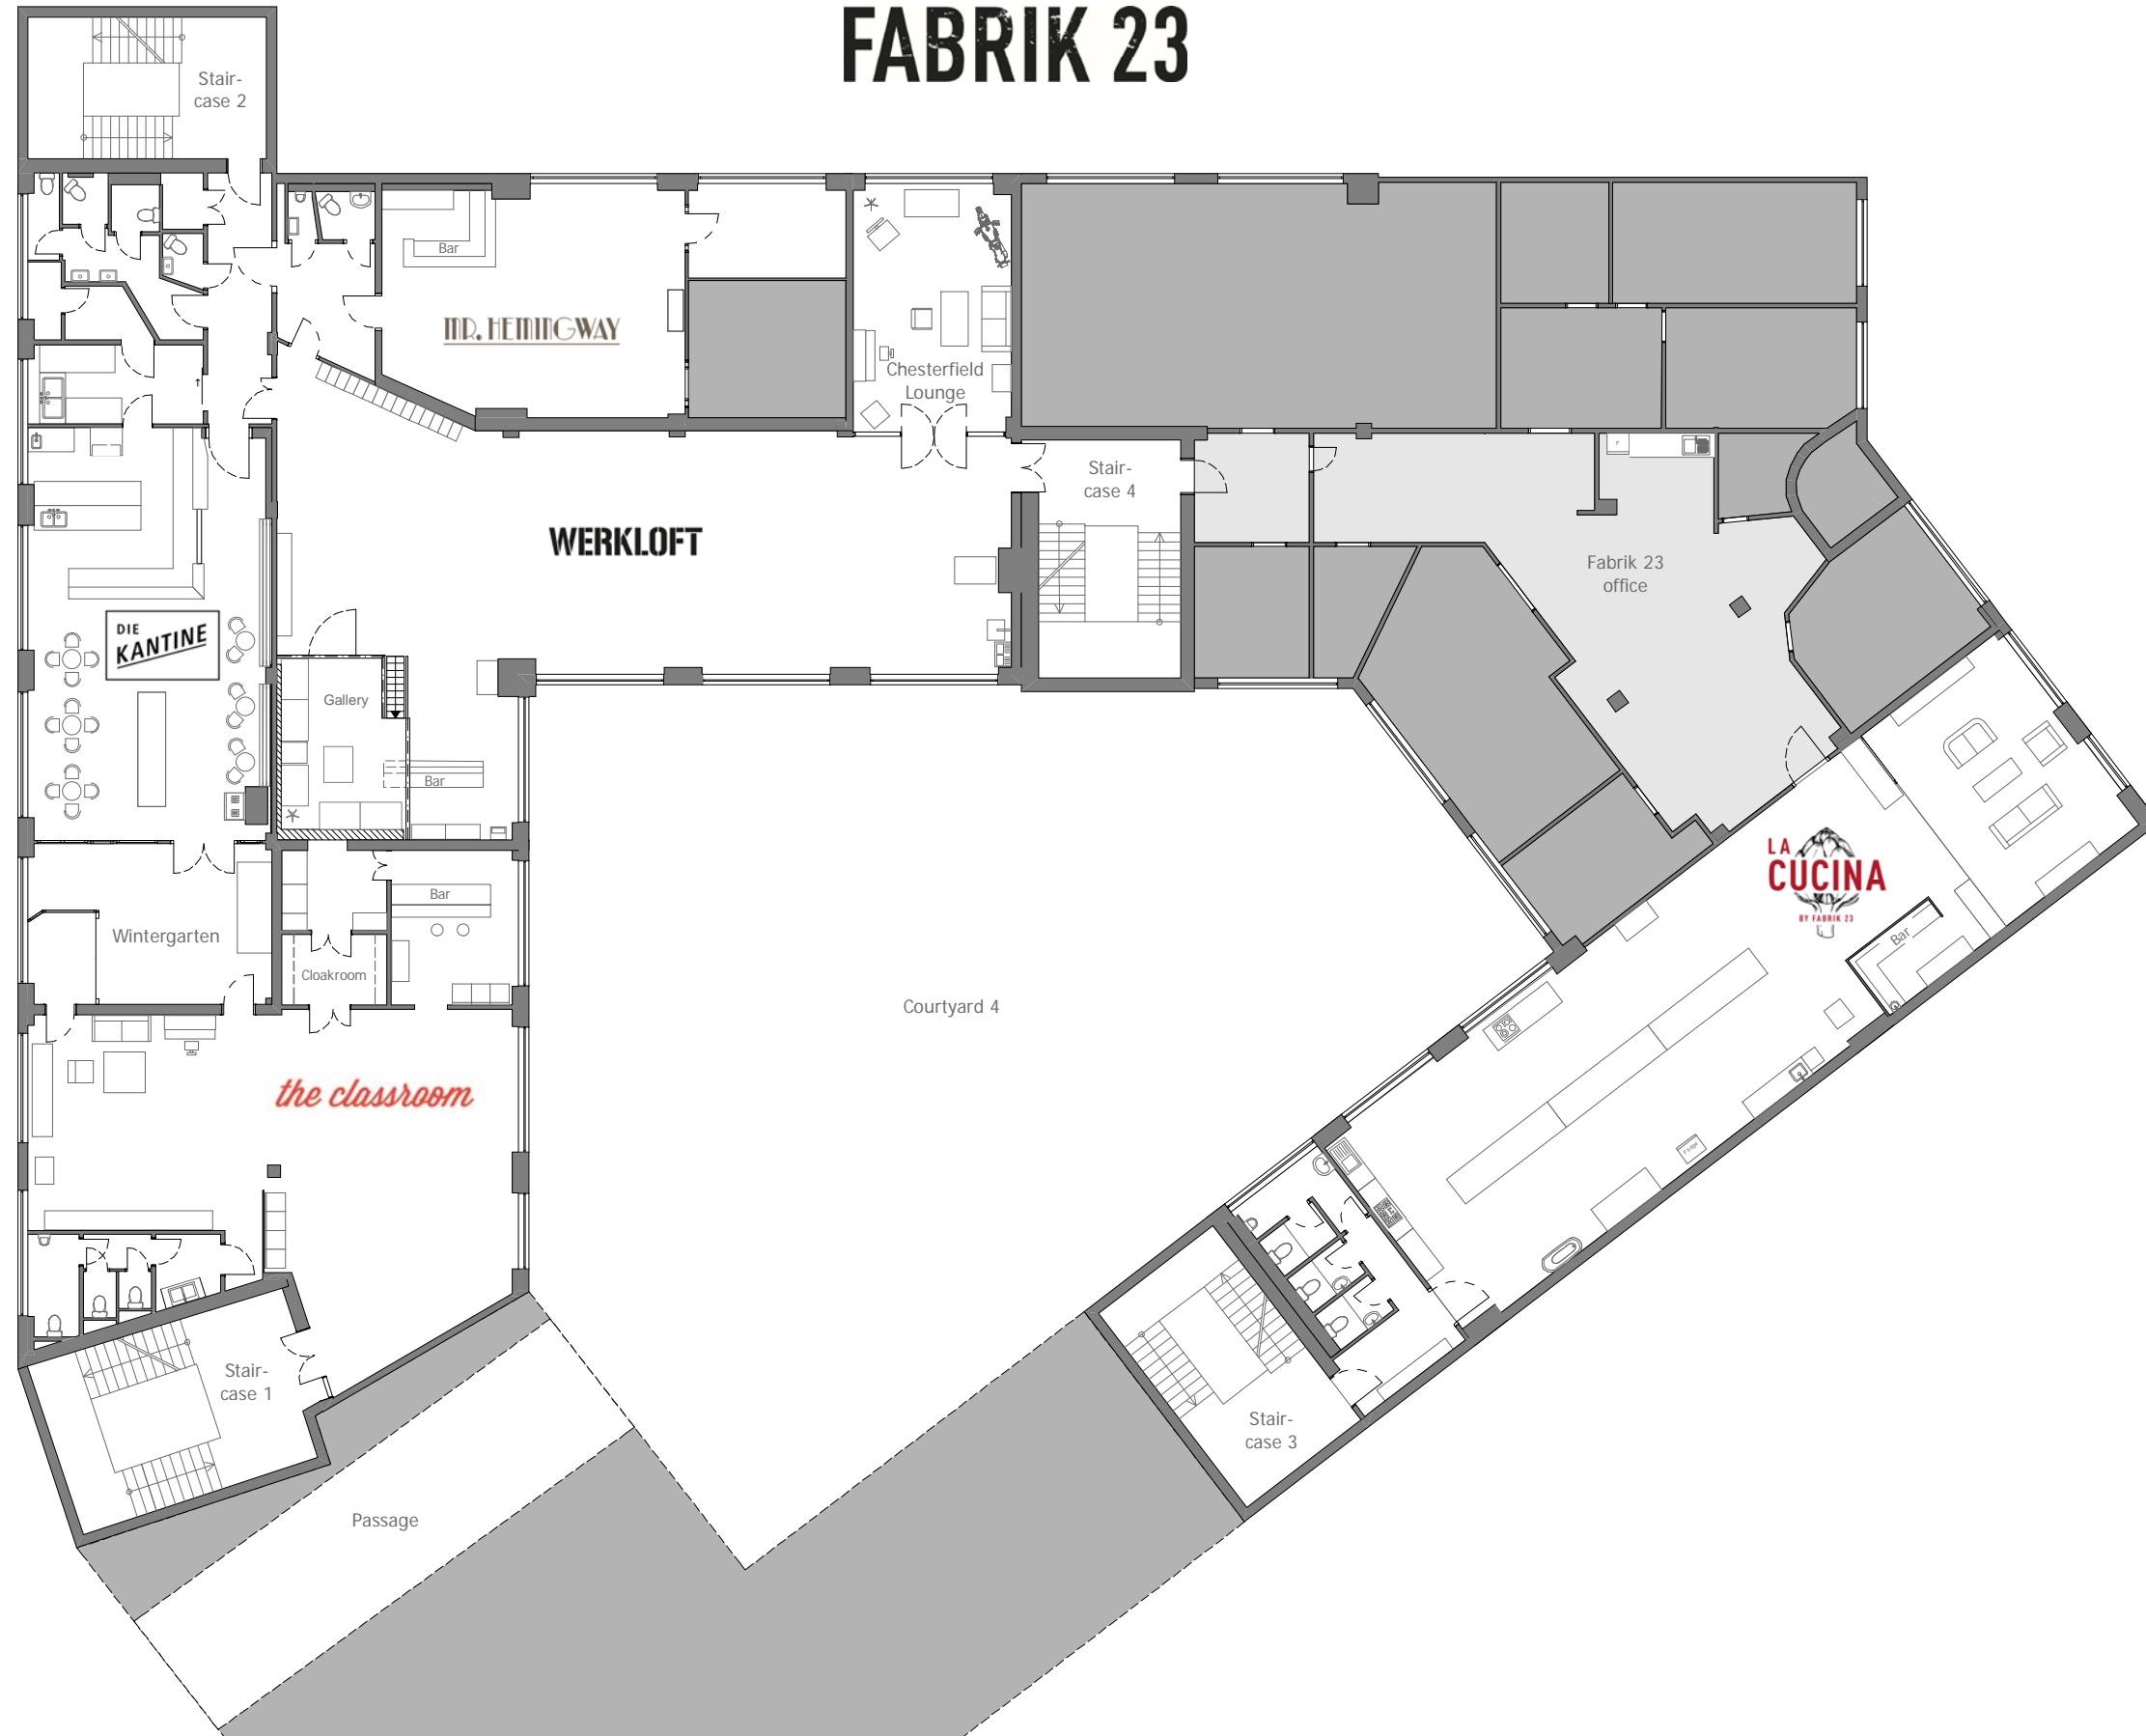 FABRIK 23
Stair-
case 2
Bar
MR. HEMINGWAY
Chesterfield
Lounge
Stair-
case 4
F
WERKLOFT
Fabrik 23
office
DIE
KANTINE
Gallery
Bar
LA
CUCINA
BY FABRIK 23
Bar
Bar
Wintergarten
Cloakroom
Courtyard 4
the classroom
Fridge
Stair-
case 1
Stair-
case 3
Passage